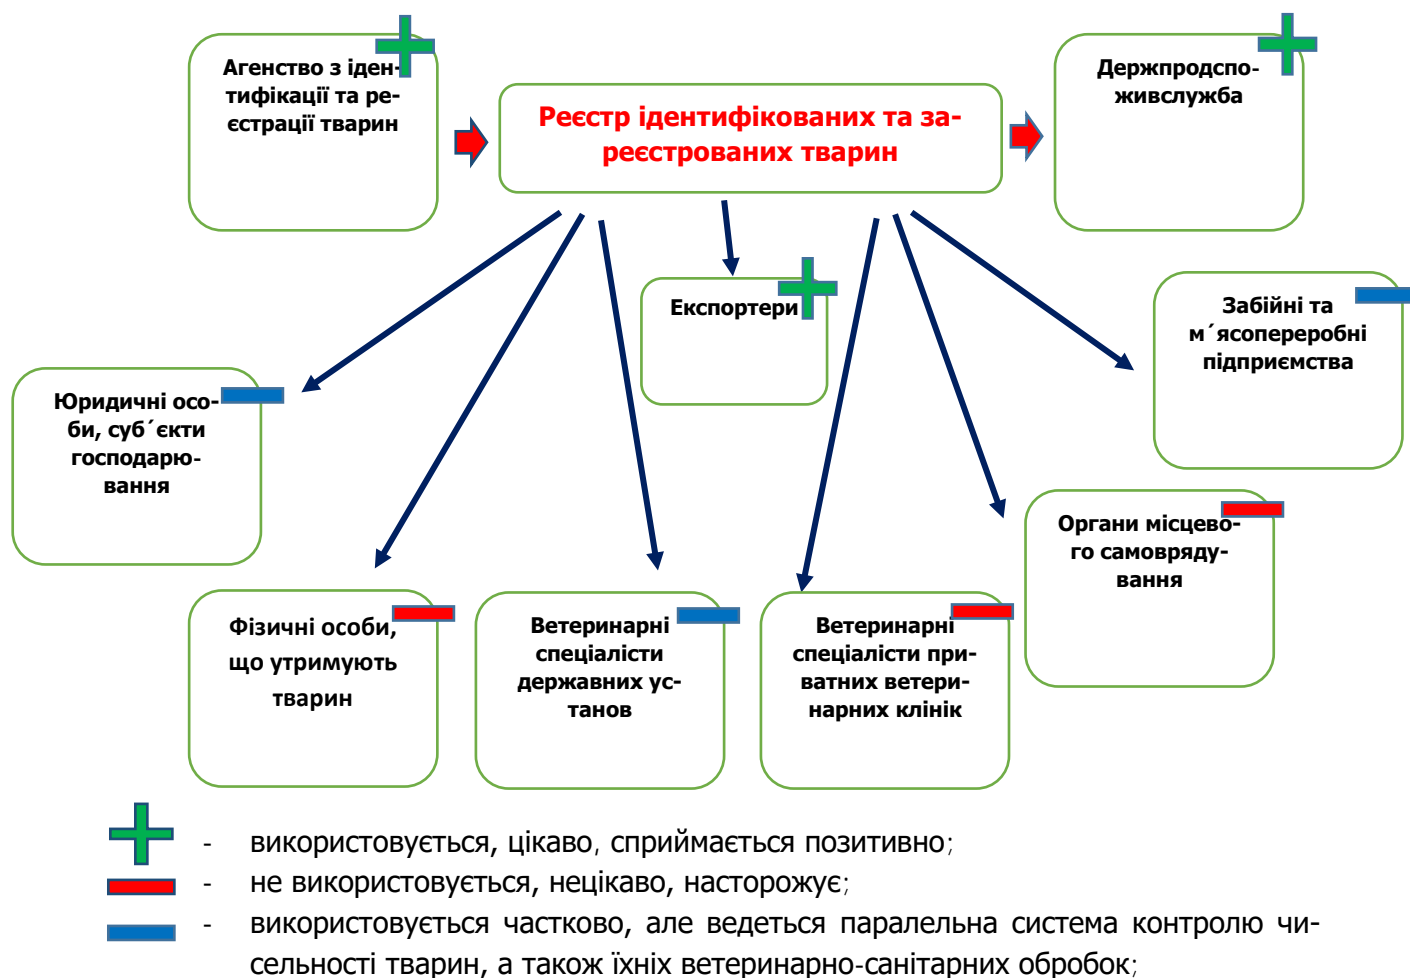 Агенство з іден-
тифікації та ре-
єстрації тварин
Реєстр ідентифікованих та за-
реєстрованих тварин
Держпродспо-
живслужба
Експортери
Забійні та
м´ясопереробні
підприємства
Юридичні осо-
би, суб´єкти
господарю-
вання
Органи місцево-
го самовряду-
вання
Фізичні особи,
що утримують
тварин
Ветеринарні
спеціалісти
державних ус-
танов
Ветеринарні
спеціалісти при-
ватних ветери-
нарних клінік
- використовується, цікаво, сприймається позитивно;
- не використовується, нецікаво, насторожує;
- використовується частково, але ведеться паралельна система контролю чи-
сельності тварин, а також їхніх ветеринарно-санітарних обробок;